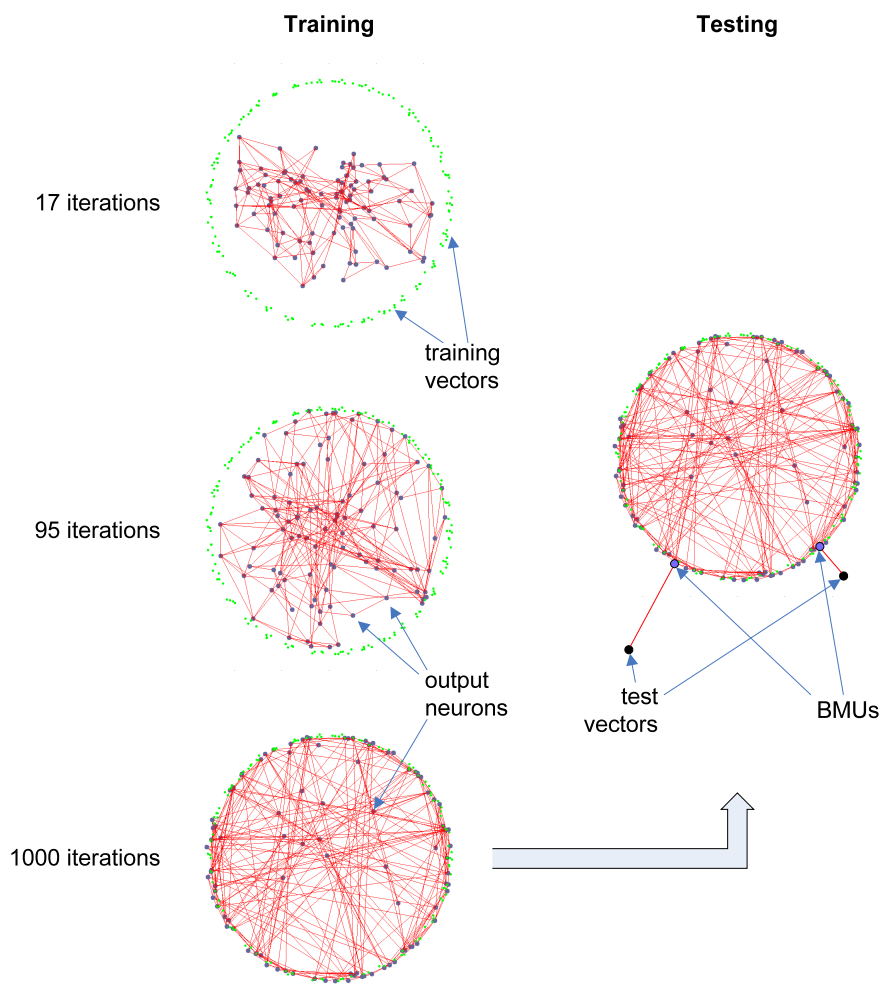 Training
Testing
17 iterations
training
vectors
95 iterations
output
neurons
test
vectors
BMUs
1000 iterations